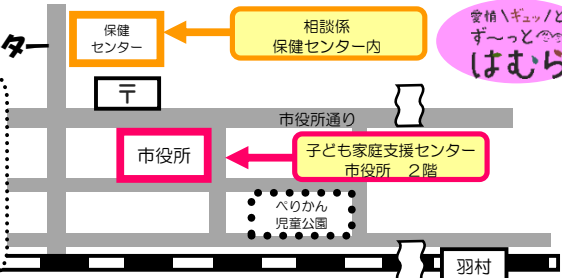 ター
保健
センター
相談係
保健センター内
愛情\ギュッ/と
ず～っと
はむら
〒
市役所通り
市役所
子ども家庭支援センター
市役所 2階
ぺりかん
児童公園
羽村